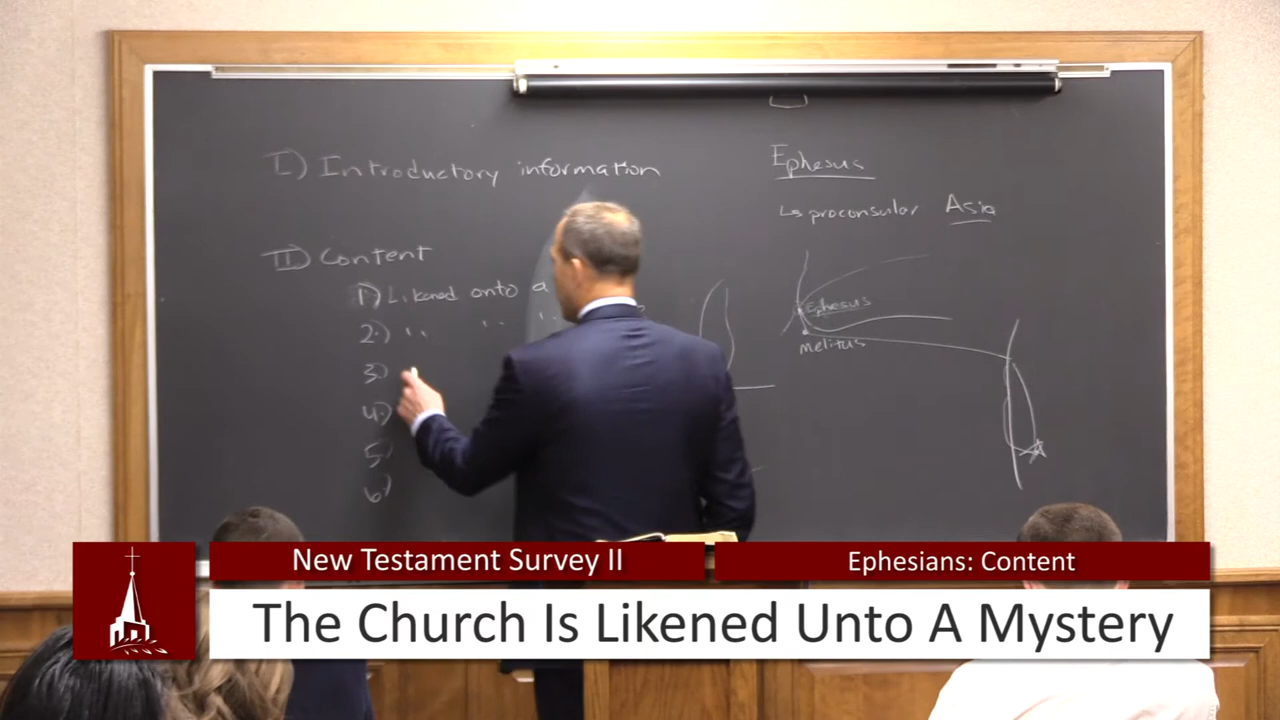 I) Introductory information
II) Content
1) Likened onto a
2)
3)
4)
5)
6)
Ephesus
↳ proconsular Asia
Ephesus
Melitus
New Testament Survey II
Ephesians: Content
The Church Is Likened Unto A Mystery